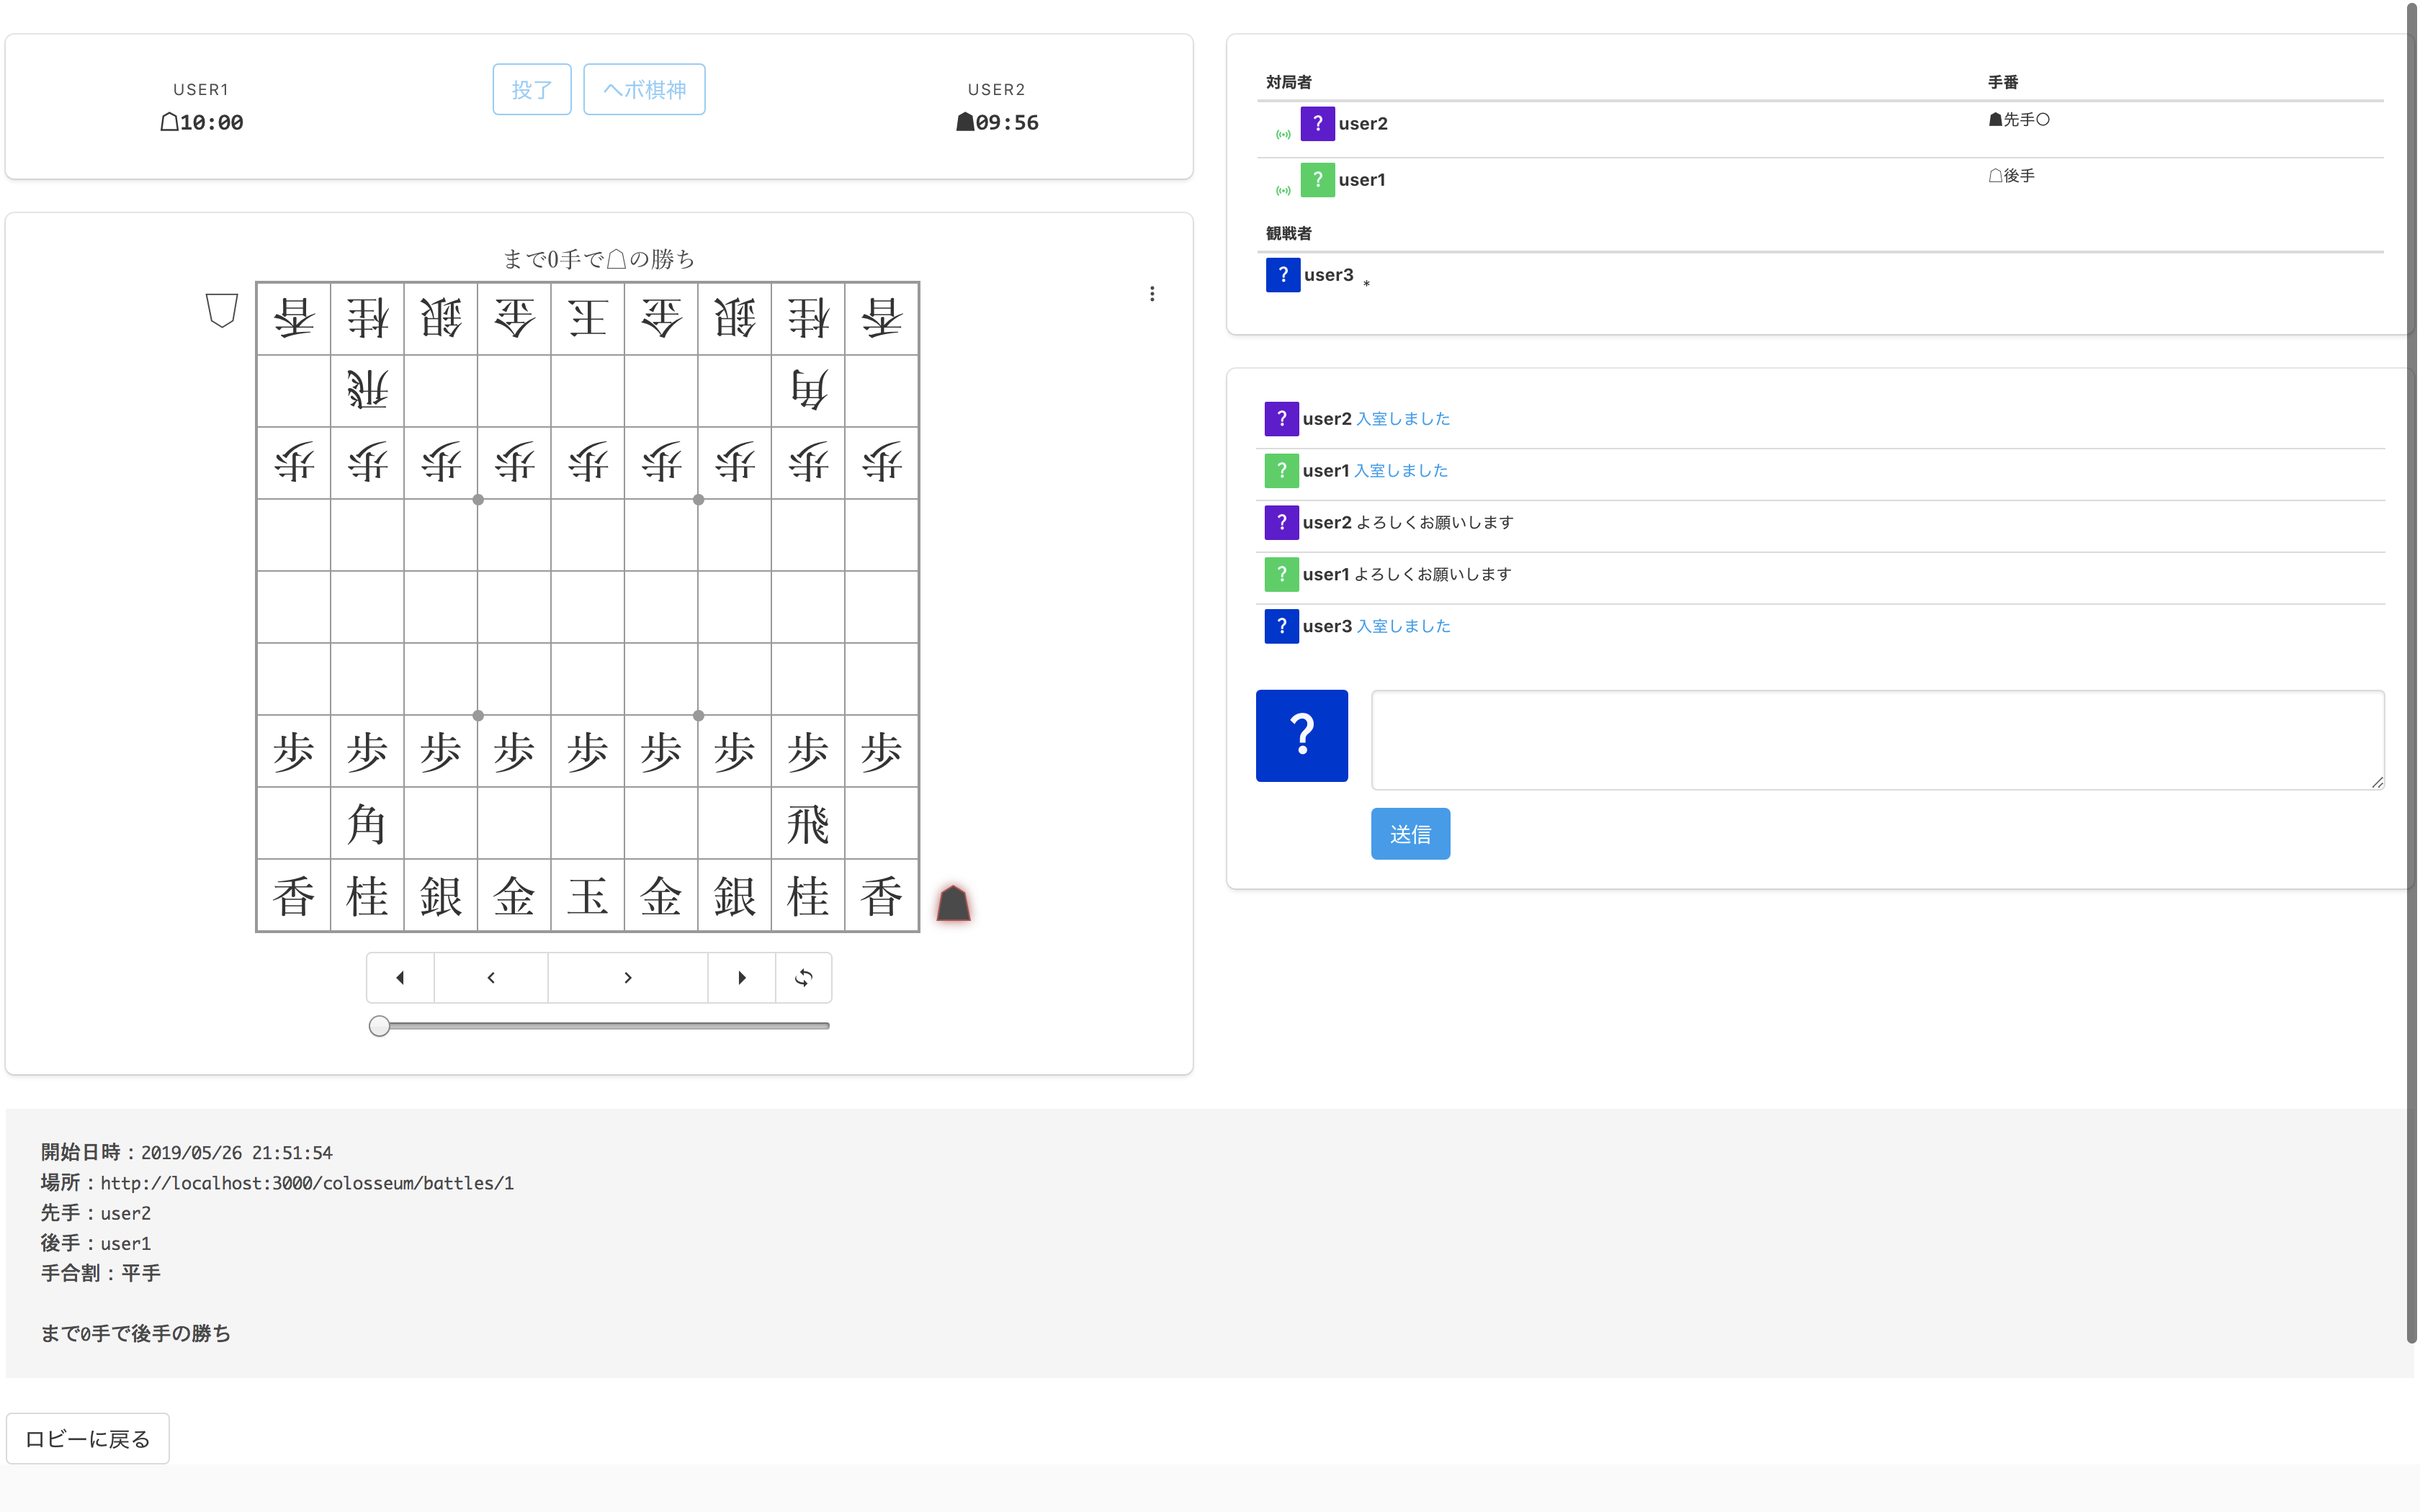 USER1
☖10:00
投了
ヘボ棋神
USER2
☗09:56
まで0手で☖の勝ち
香桂銀金王金銀桂香
飛角
歩歩歩歩歩歩歩歩歩
歩歩歩歩歩歩歩歩歩
角飛
香桂銀金玉金銀桂香
対局者 手番
? user2 ☗先手○
? user1 ☖後手
観戦者
? user3 *
? user2 入室しました
? user1 入室しました
? user2 よろしくお願いします
? user1 よろしくお願いします
? user3 入室しました
?
送信
開始日時：2019/05/26 21:51:54
場所：http://localhost:3000/colosseum/battles/1
先手：user2
後手：user1
手合割：平手
まで0手で後手の勝ち
ロビーに戻る